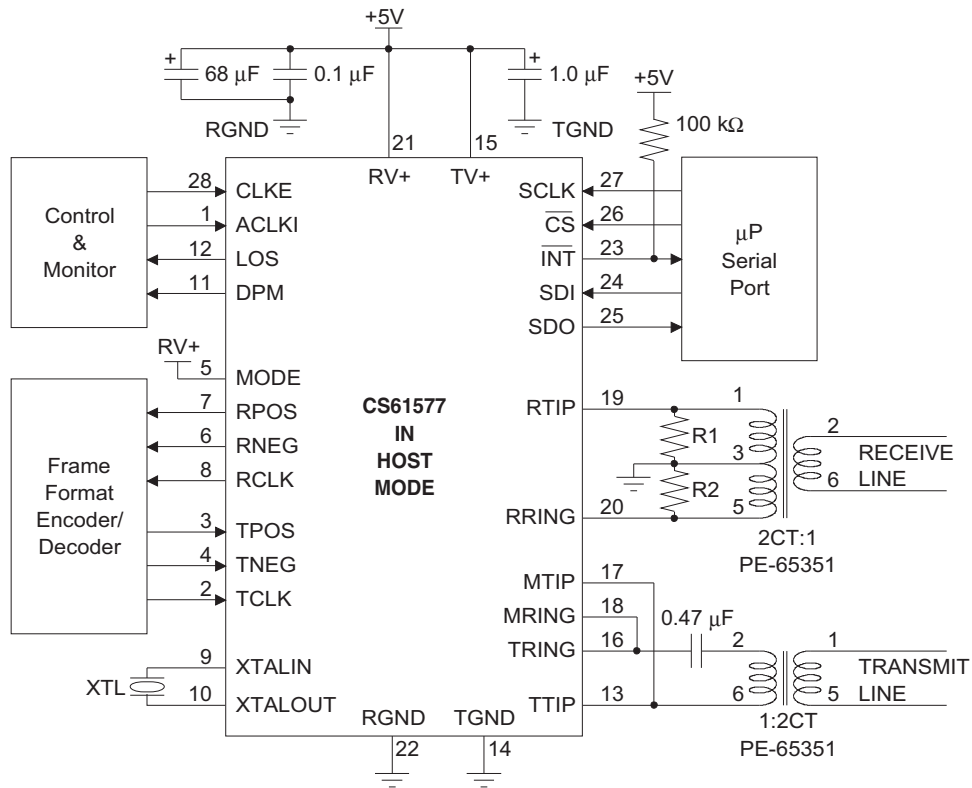 +5V
68 μF
0.1 μF
1.0 μF
+
+
+5V
100 kΩ
RGND
TGND
21
15
RV+
TV+
Control
&
Monitor
28
CLKE
1
ACLKI
12
LOS
11
DPM
SCLK
27
CS
26
INT
23
SDI
24
SDO
25
μP
Serial
Port
RV+
5
MODE
7
RPOS
6
RNEG
8
RCLK
3
TPOS
4
TNEG
2
TCLK
Frame
Format
Encoder/
Decoder
CS61577
IN
HOST
MODE
RTIP
19
RRING
20
R1
R2
1
3
5
2
6
RECEIVE
LINE
2CT:1
PE-65351
MTIP
17
MRING
18
TRING
16
TTIP
13
0.47 μF
2
6
1
5
TRANSMIT
LINE
1:2CT
PE-65351
XTL
9
XTALIN
10
XTALOUT
RGND
TGND
22
14